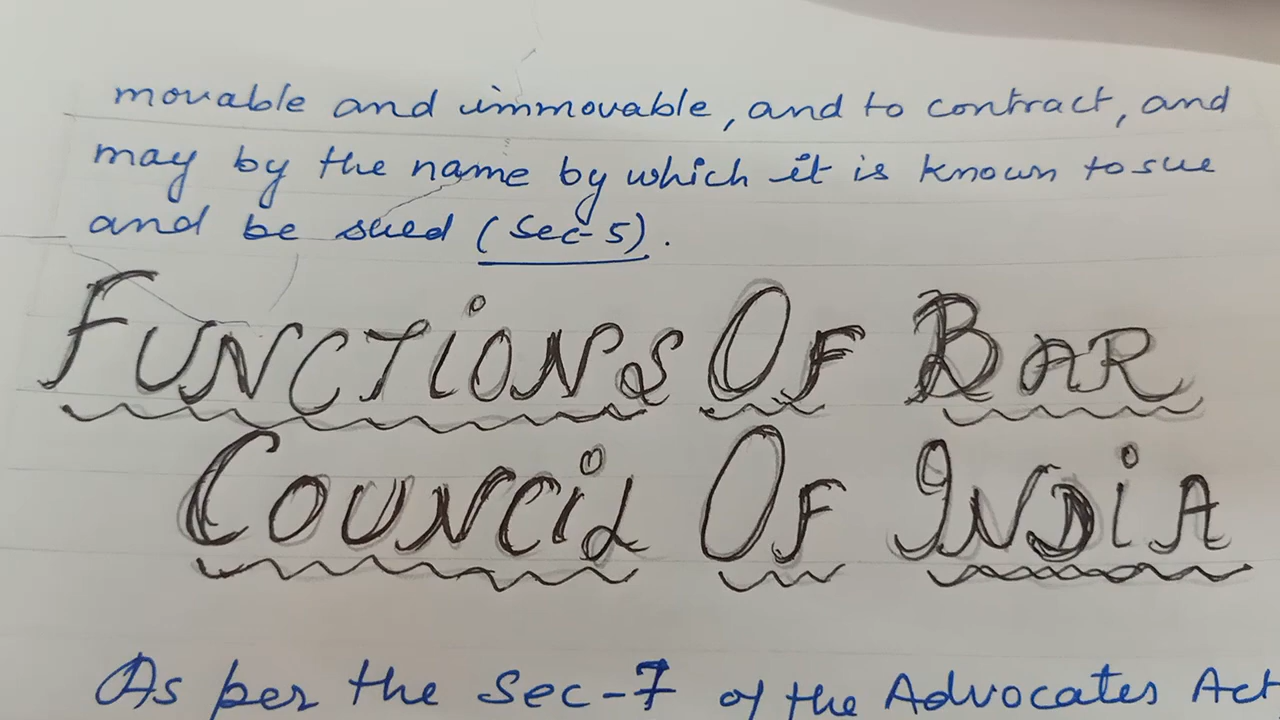 movable and immovable, and to contract, and
may by the name by which it is known to sue
and be sued (Sec-5).
FUNCTIONS OF BAR
COUNCIL OF INDIA
As per the Sec-7 of the Advocates Act